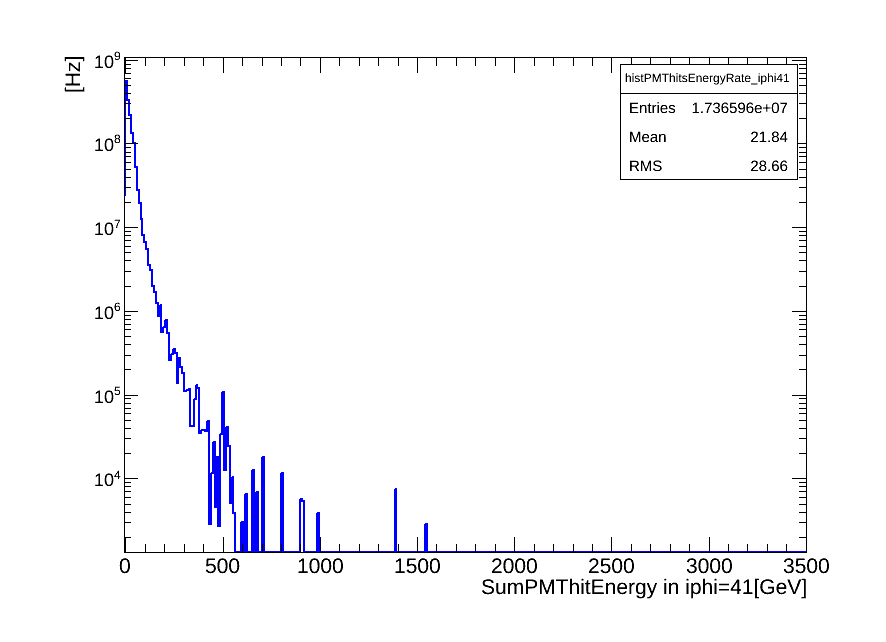 [Hz]
histPMThitsEnergyRate_iphi41
Entries 1.736596e+07
Mean 21.84
RMS 28.66
10^9
10^8
10^7
10^6
10^5
10^4
0 500 1000 1500 2000 2500 3000 3500
SumPMThitEnergy in iphi=41[GeV]